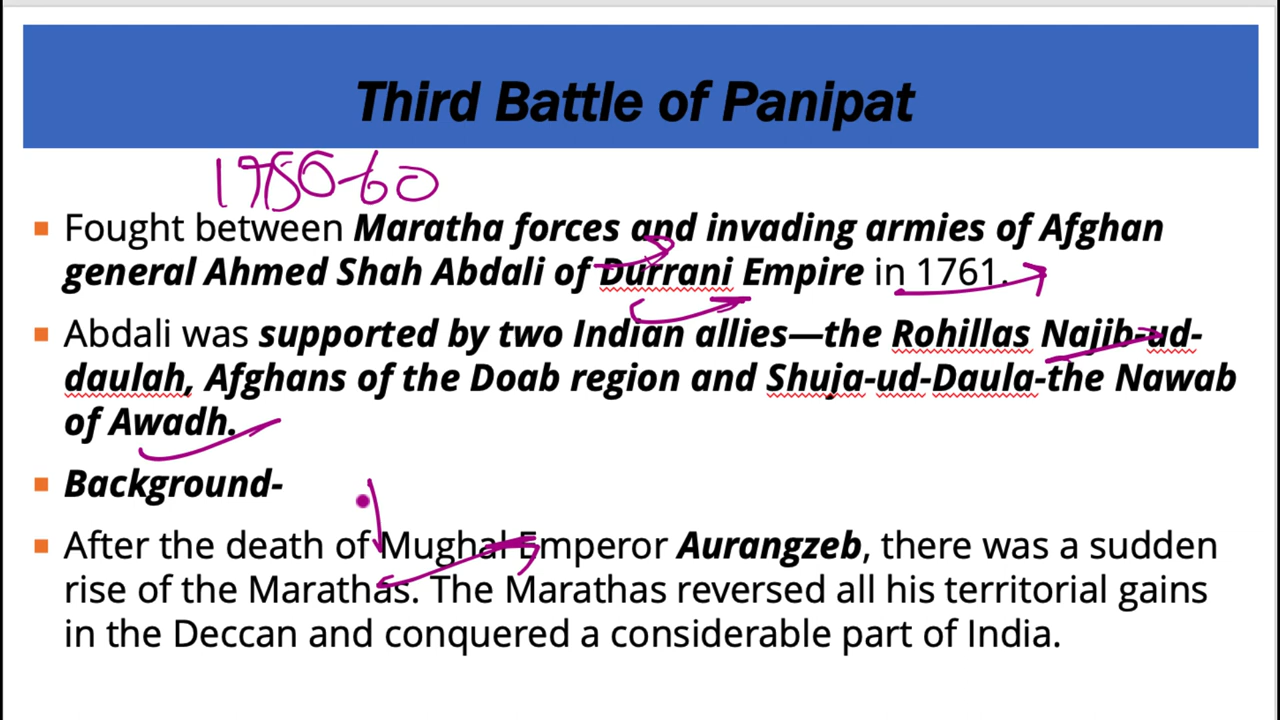 Third Battle of Panipat
1750-60
Fought between Maratha forces and invading armies of Afghan
general Ahmed Shah Abdali of Durrani Empire in 1761.
Abdali was supported by two Indian allies—the Rohillas Najib-ud-
daulah, Afghans of the Doab region and Shuja-ud-Daula-the Nawab
of Awadh.
Background-
After the death of Mughal Emperor Aurangzeb, there was a sudden
rise of the Marathas. The Marathas reversed all his territorial gains
in the Deccan and conquered a considerable part of India.